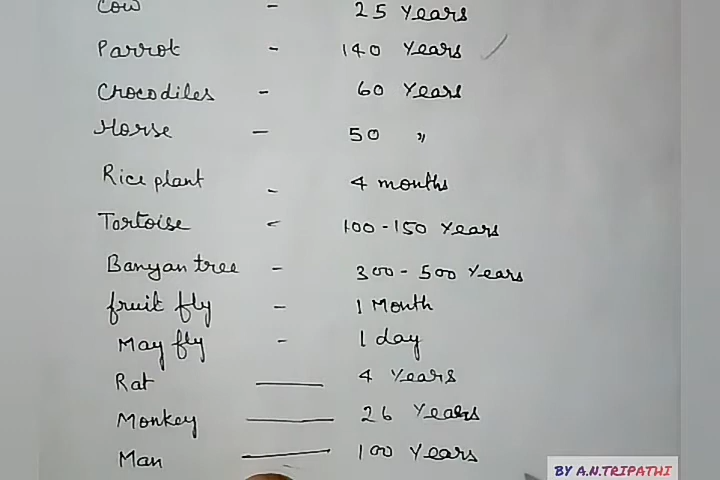 Cow - 25 Years
Parrot - 140 Years
Crocodiles - 60 Years
Horse - 50 "
Rice plant - 4 months
Tortoise - 100-150 Years
Banyan tree - 300-500 Years
fruit fly - 1 Month
May fly - 1 day
Rat — 4 Years
Monkey — 26 Years
Man — 100 Years
BY A.N.TRIPATHI